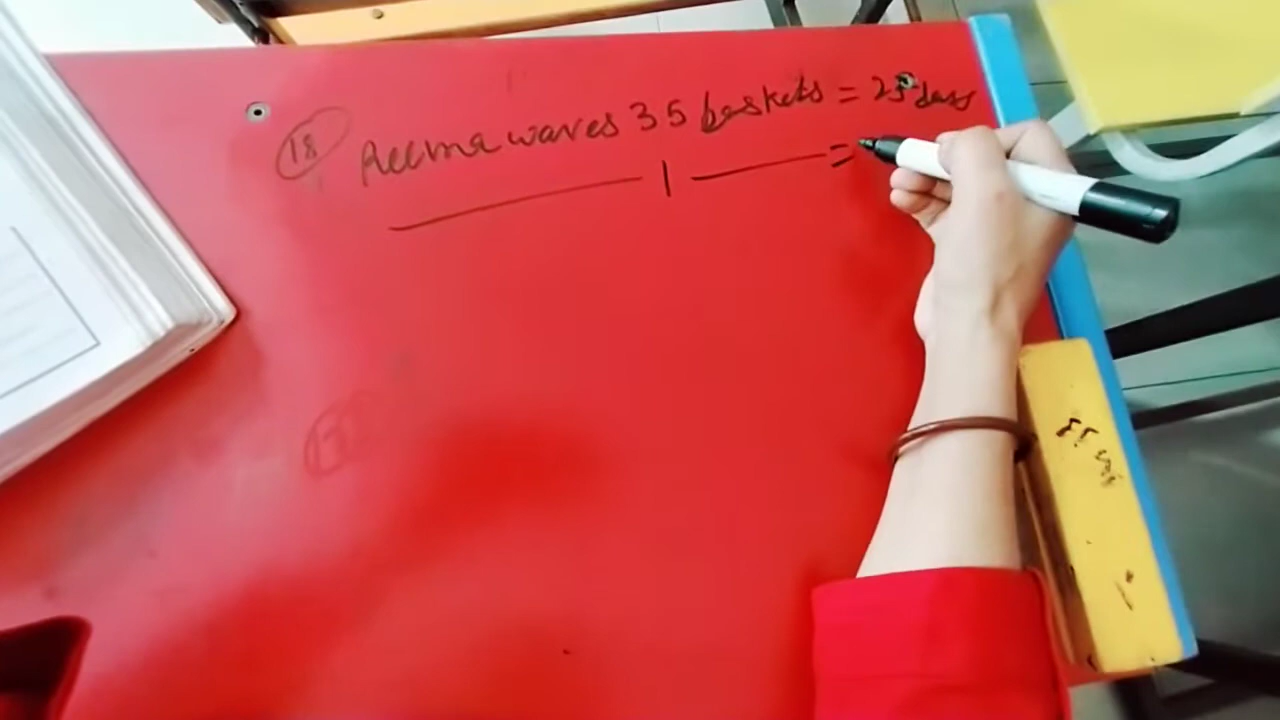 18 Reema waves 35 baskets = 25 days
1 =